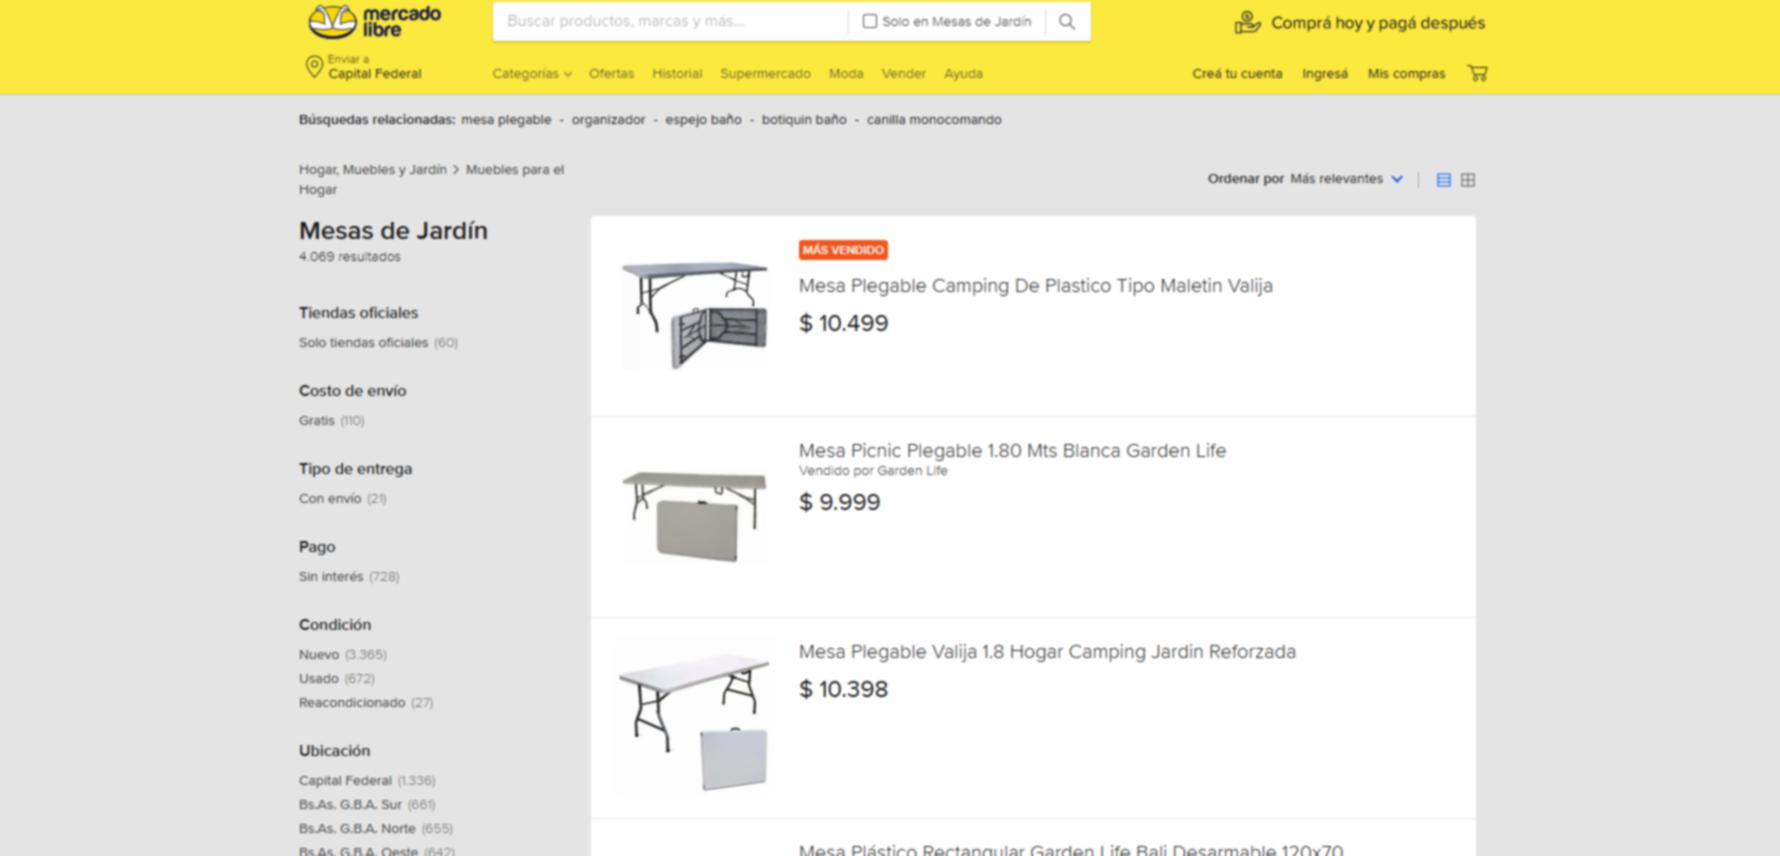 mercado
libre
Buscar productos, marcas y más...
Solo en Mesas de Jardín
Comprá hoy y pagá después
Enviar a
Capital Federal
Categorías Ofertas Historial Supermercado Moda Vender Ayuda
Creá tu cuenta Ingresá Mis compras
Búsquedas relacionadas: mesa plegable - organizador - espejo baño - botiquin baño - canilla monocomando
Hogar, Muebles y Jardín > Muebles para el
Hogar
Ordenar por Más relevantes
Mesas de Jardín
4.069 resultados
Tiendas oficiales
Solo tiendas oficiales (60)
Costo de envío
Gratis (110)
Tipo de entrega
Con envío (21)
Pago
Sin interés (728)
Condición
Nuevo (3.365)
Usado (672)
Reacondicionado (27)
Ubicación
Capital Federal (1.336)
Bs.As. G.B.A. Sur (661)
Bs.As. G.B.A. Norte (655)
Bs.As. G.B.A. Oeste (642)
MÁS VENDIDO
Mesa Plegable Camping De Plastico Tipo Maletin Valija
$ 10.499
Mesa Picnic Plegable 1.80 Mts Blanca Garden Life
Vendido por Garden Life
$ 9.999
Mesa Plegable Valija 1.8 Hogar Camping Jardin Reforzada
$ 10.398
Mesa Plástico Rectangular Garden Life Bali Desarmable 120x70